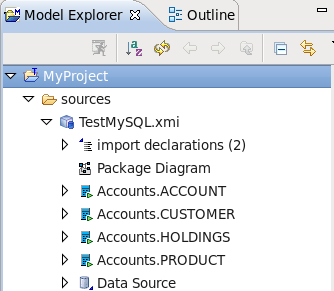 Model Explorer Outline
MyProject
sources
TestMySQL.xmi
import declarations (2)
Package Diagram
Accounts.ACCOUNT
Accounts.CUSTOMER
Accounts.HOLDINGS
Accounts.PRODUCT
Data Source